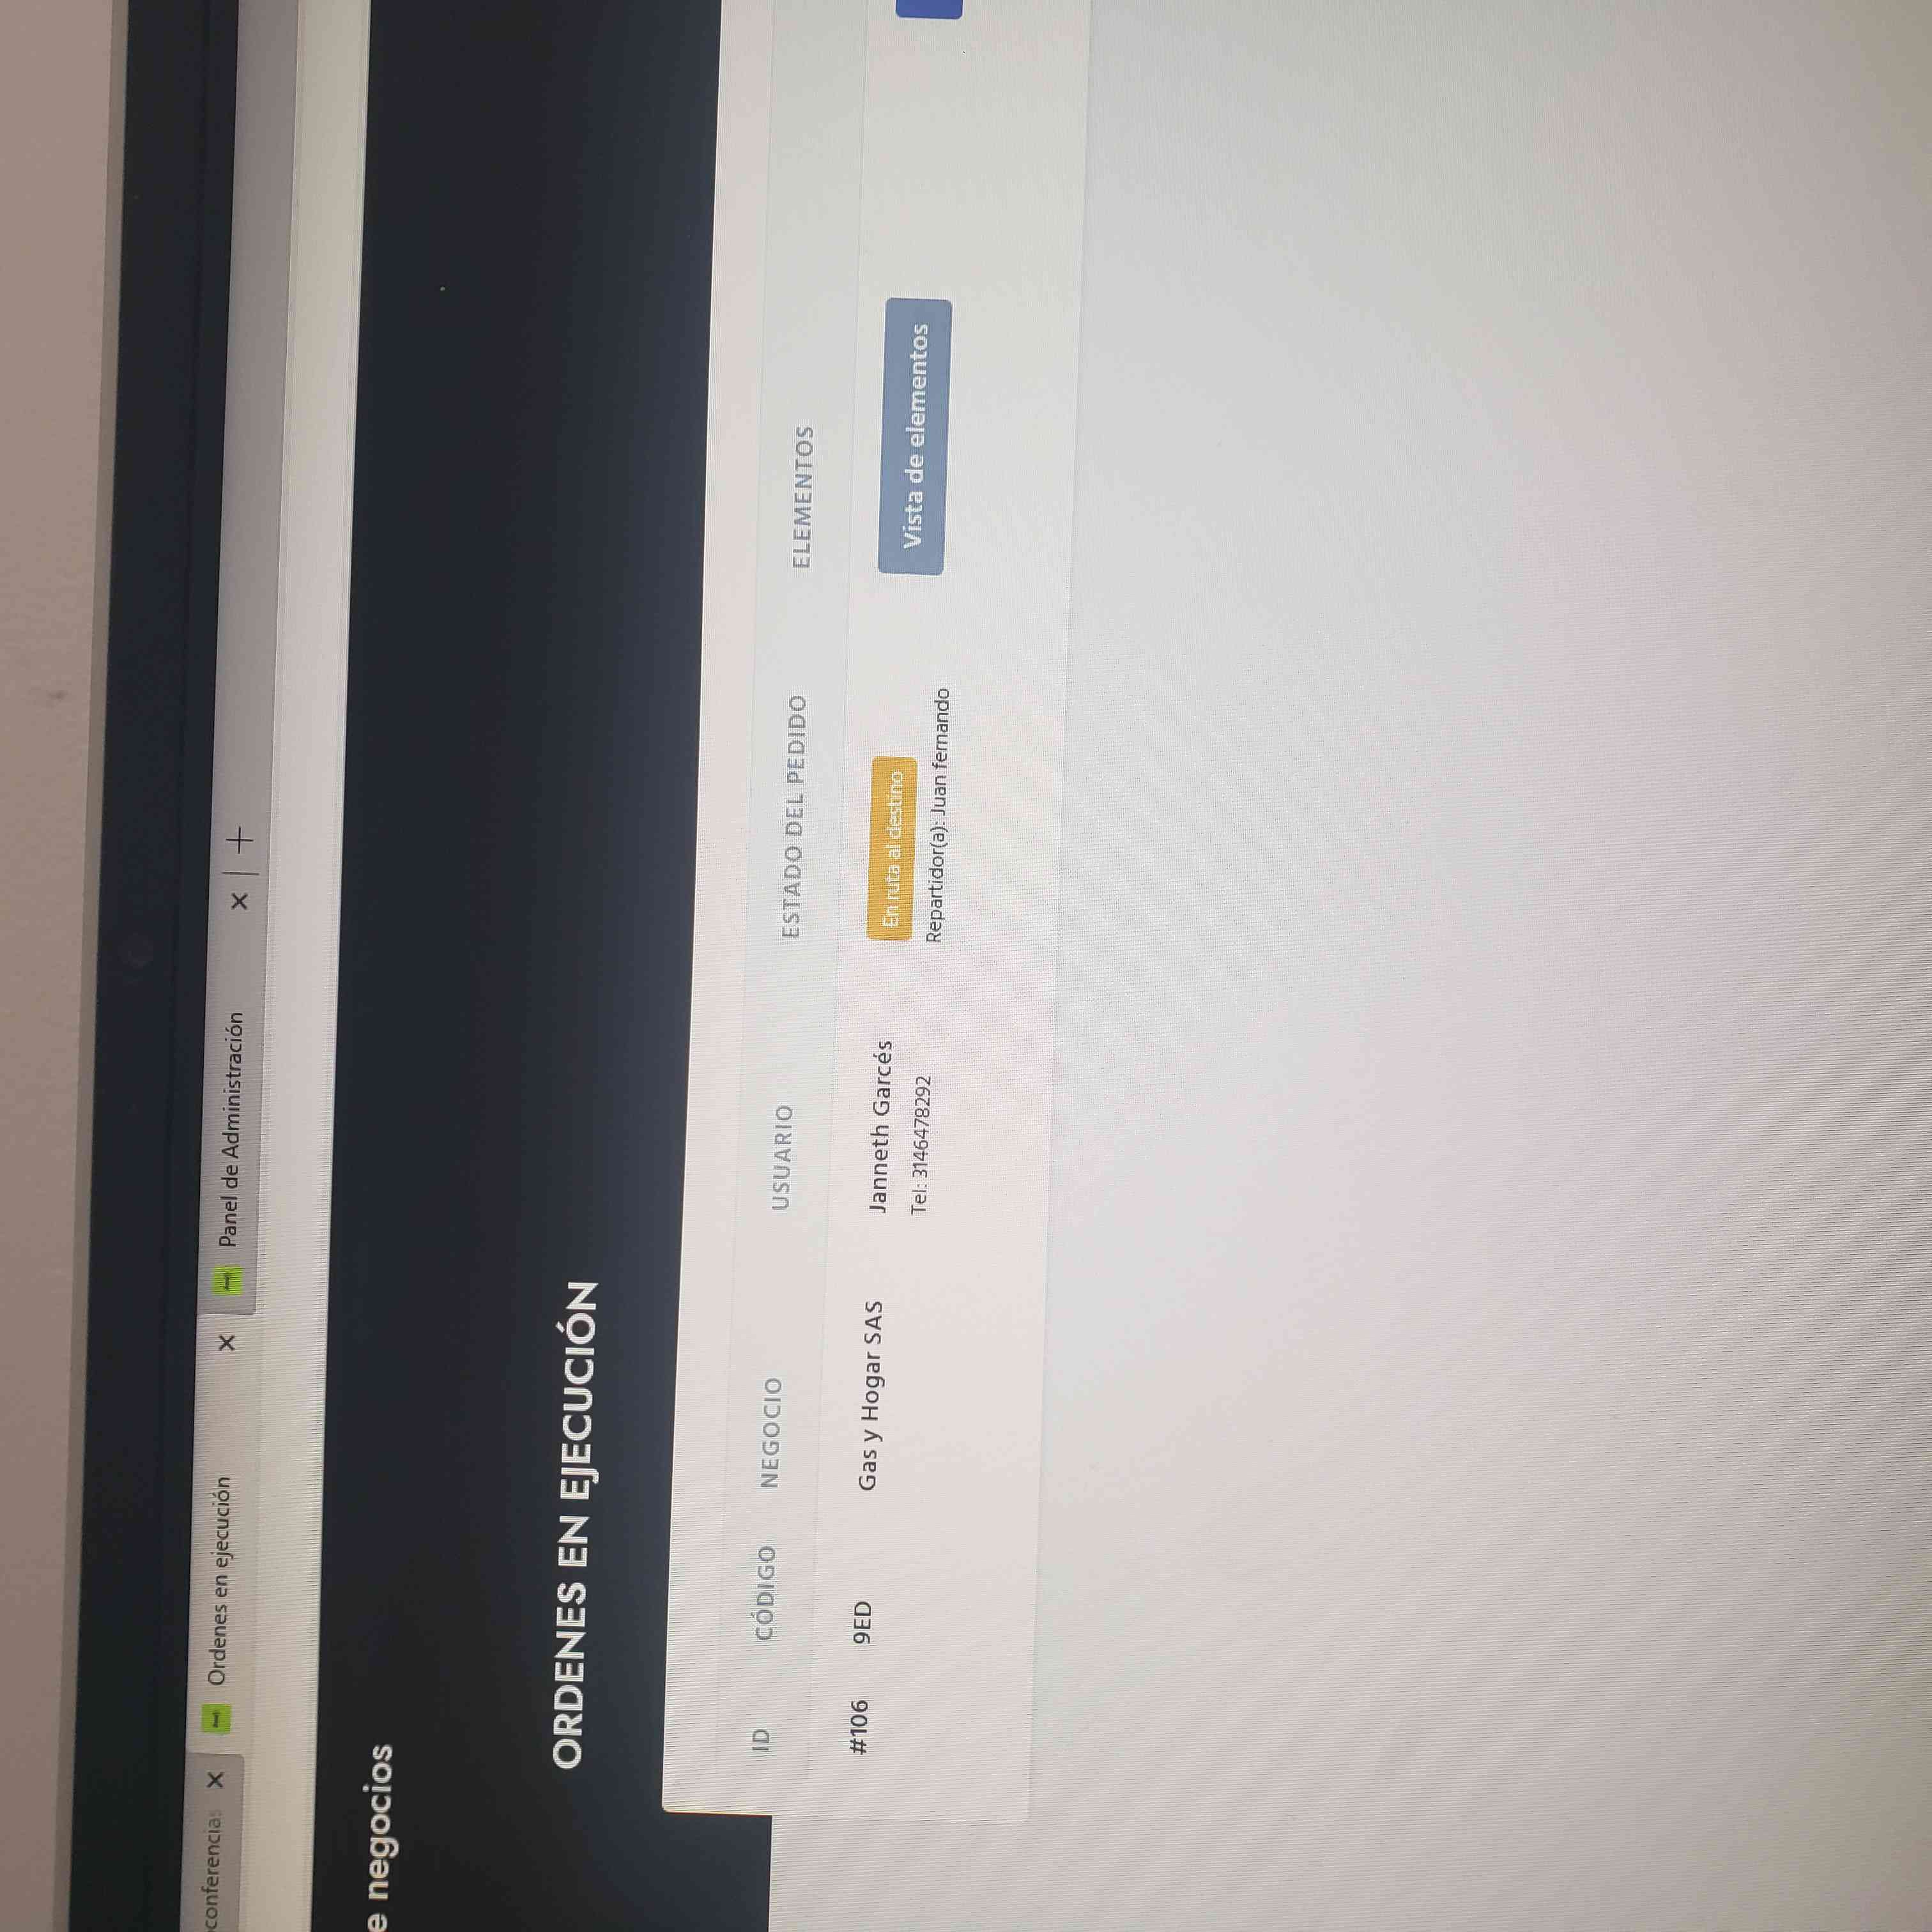 conferencias
Ordenes en ejecución
Panel de Administración
e negocios
ORDENES EN EJECUCIÓN
ID CÓDIGO NEGOCIO USUARIO ESTADO DEL PEDIDO ELEMENTOS
#106 9ED Gas y Hogar SAS Janneth Garcés En ruta al destino Vista de elementos
Tel: 3146478292 Repartidor(a): Juan fernando